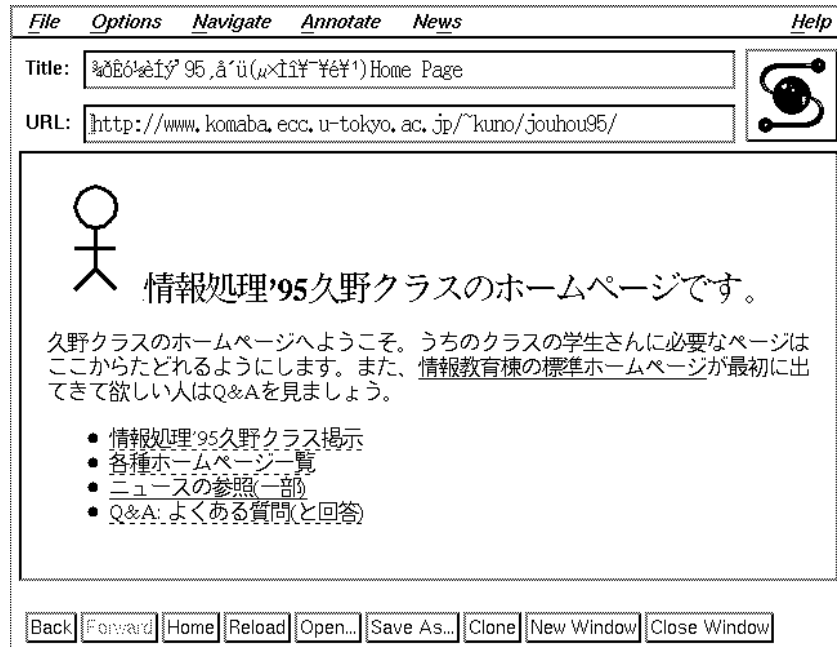 File Options Navigate Annotate News Help
Title: ¾ðÊó½èÍý'95¸å´ü(µ×Ìî¥¯¥é¥¹)Home Page
URL: http://www.komaba.ecc.u-tokyo.ac.jp/~kuno/jouhou95/
情報処理'95久野クラスのホームページです。
久野クラスのホームページへようこそ。うちのクラスの学生さんに必要なページは
ここからたどれるようにします。また、情報教育棟の標準ホームページが最初に出
てきて欲しい人はQ&Aを見ましょう。
情報処理'95久野クラス掲示
各種ホームページ一覧
ニュースの参照(一部)
Q&A: よくある質問(と回答)
Back Forward Home Reload Open... Save As... Clone New Window Close Window